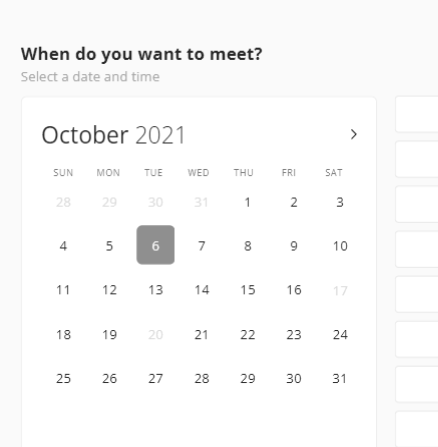 When do you want to meet?
Select a date and time
October 2021
SUN MON TUE WED THU FRI SAT
28 29 30 31 1 2 3
4 5 6 7 8 9 10
11 12 13 14 15 16 17
18 19 20 21 22 23 24
25 26 27 28 29 30 31